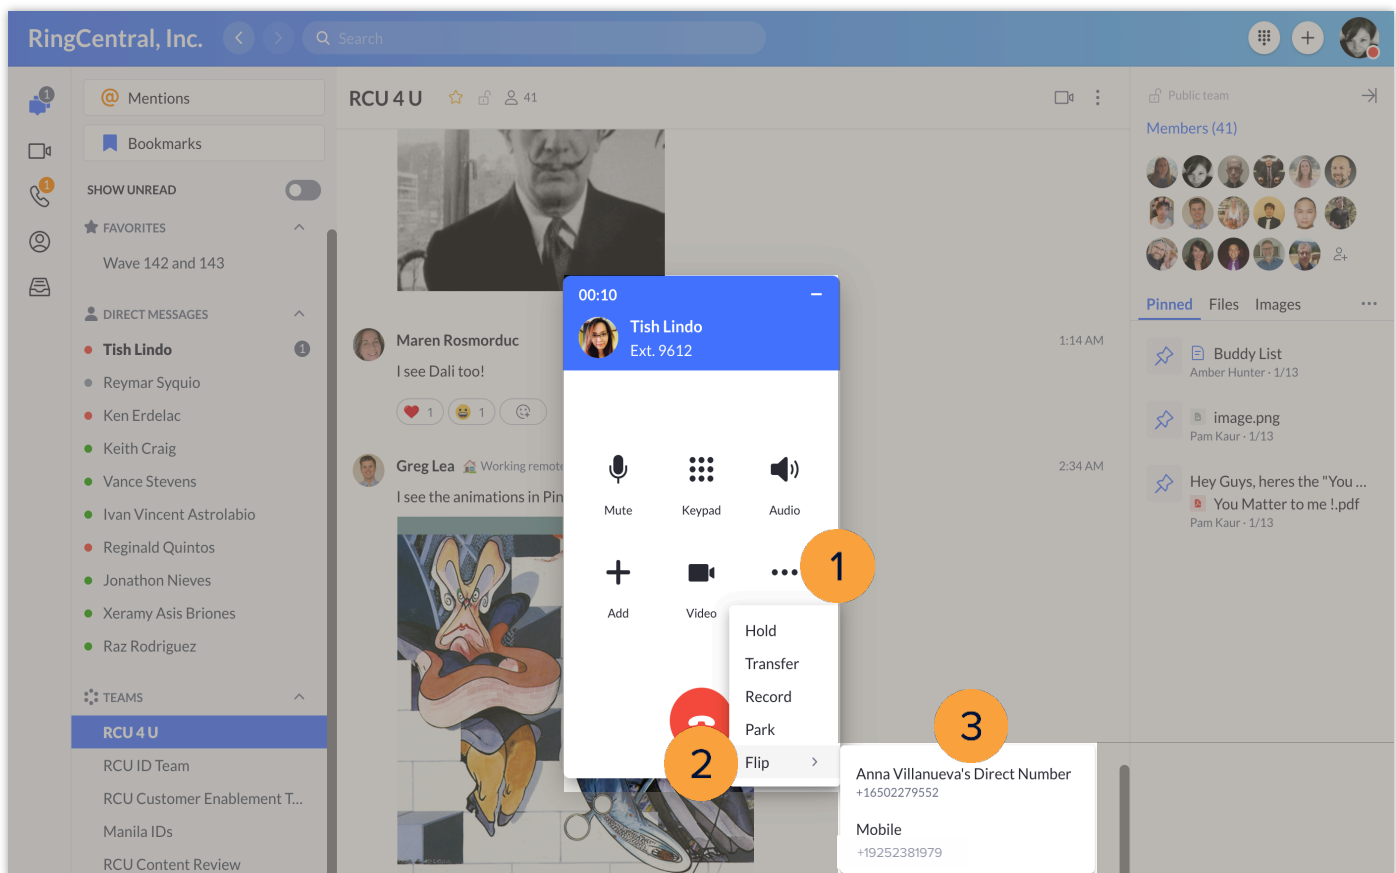 RingCentral, Inc.
Search
1
Mentions
Bookmarks
1
SHOW UNREAD
FAVORITES
Wave 142 and 143
DIRECT MESSAGES
Tish Lindo 1
Reymar Syquio
Ken Erdelac
Keith Craig
Vance Stevens
Ivan Vincent Astrolabio
Reginald Quintos
Jonathon Nieves
Xeramy Asis Briones
Raz Rodriguez
TEAMS
RCU 4 U
RCU ID Team
RCU Customer Enablement T...
Manila IDs
RCU Content Review
RCU 4 U 41
Maren Rosmorduc 1:14 AM
I see Dali too!
1 1
Greg Lea Working remote 2:34 AM
I see the animations in Pin
00:10
Tish Lindo
Ext. 9612
Mute Keypad Audio
1
Add Video
Hold
Transfer
Record
Park
2
Flip
3
Anna Villanueva's Direct Number
+16502279552
Mobile
+19252381979
Public team
Members (41)
Pinned Files Images
Buddy List
Amber Hunter · 1/13
image.png
Pam Kaur · 1/13
Hey Guys, heres the "You ...
You Matter to me !.pdf
Pam Kaur · 1/13